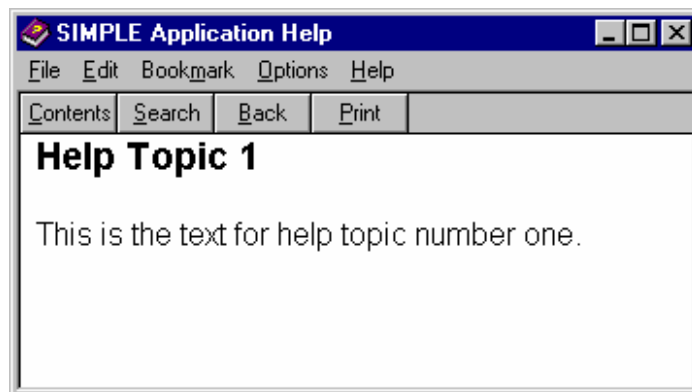 SIMPLE Application Help
File Edit Bookmark Options Help
Contents Search Back Print
Help Topic 1
This is the text for help topic number one.